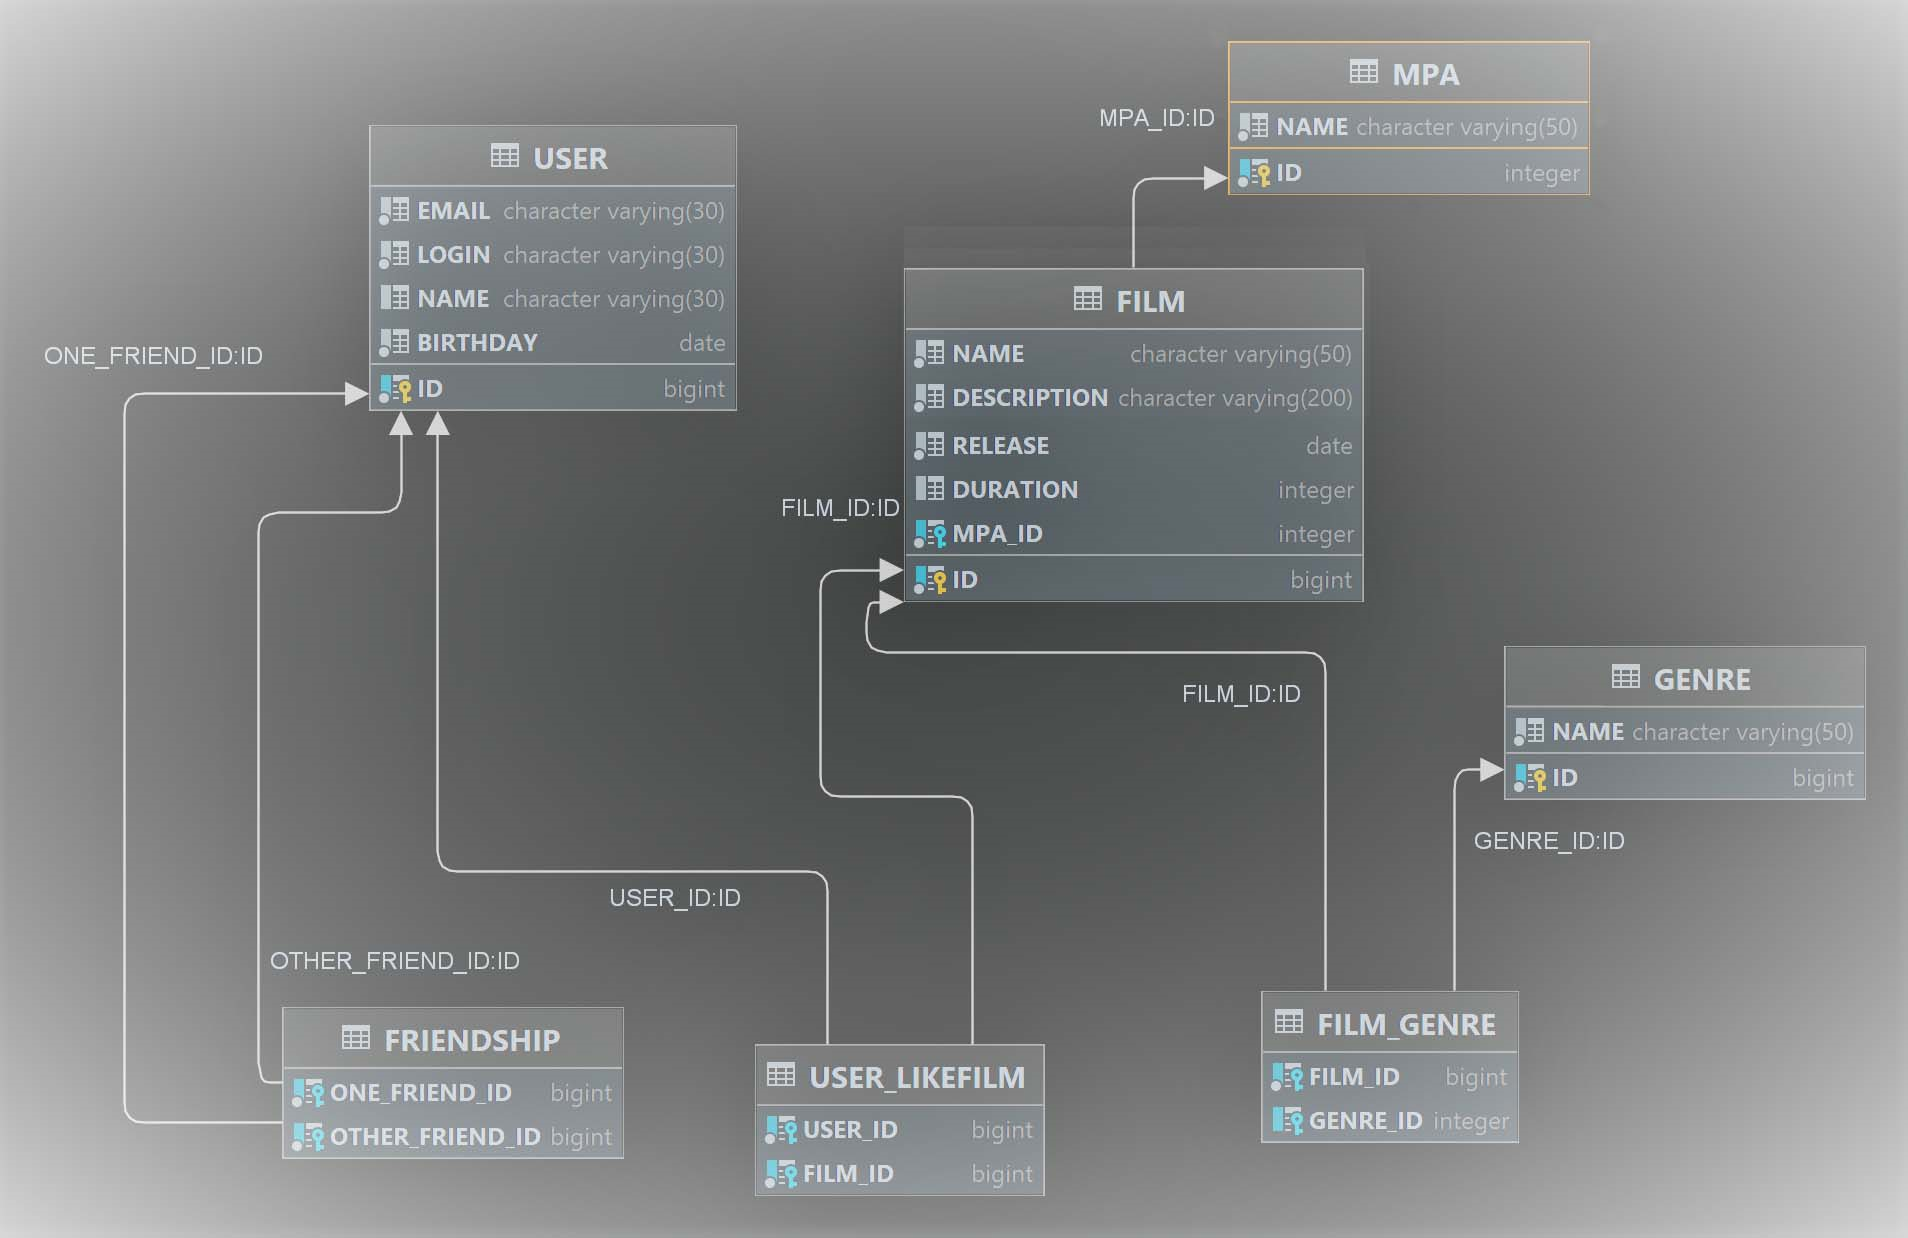 MPA
MPA_ID:ID
NAME character varying(50)
ID integer
USER
EMAIL character varying(30)
LOGIN character varying(30)
NAME character varying(30)
BIRTHDAY date
ID bigint
ONE_FRIEND_ID:ID
FILM
NAME character varying(50)
DESCRIPTION character varying(200)
RELEASE date
DURATION integer
MPA_ID integer
ID bigint
FILM_ID:ID
FILM_ID:ID
GENRE
NAME character varying(50)
ID bigint
GENRE_ID:ID
USER_ID:ID
OTHER_FRIEND_ID:ID
FRIENDSHIP
ONE_FRIEND_ID bigint
OTHER_FRIEND_ID bigint
USER_LIKEFILM
USER_ID bigint
FILM_ID bigint
FILM_GENRE
FILM_ID bigint
GENRE_ID integer